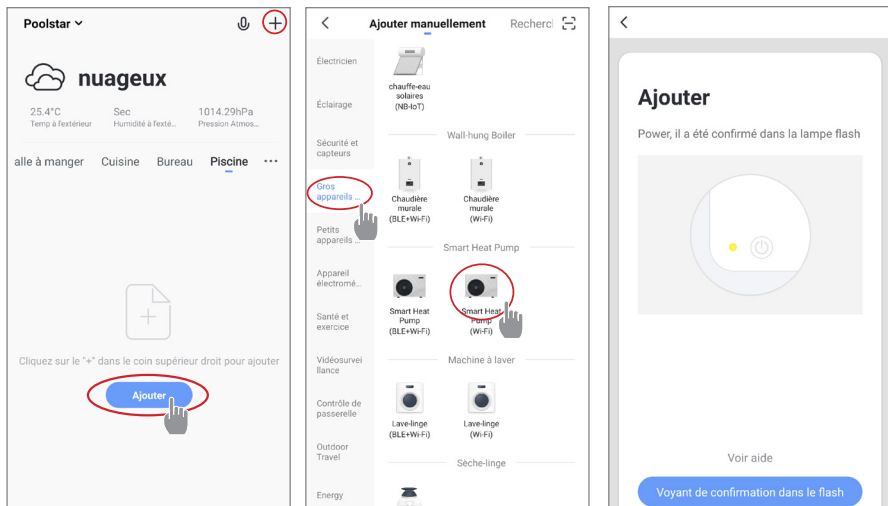 Poolstar
nuageux
25.4°C Sec 1014.29hPa
Temp à l'extérieur Humidité à l'exté... Pression Atmos...
alle à manger Cuisine Bureau Piscine ...
Cliquez sur le "+" dans le coin supérieur droit pour ajouter
Ajouter
Ajouter manuellement Recherc
Électricien
Éclairage
Sécurité et
capteurs
Gros
appareils ...
Petits
appareils ...
Appareil
électromé...
Santé et
exercice
Vidéosurvei
llance
Contrôle de
passerelle
Outdoor
Travel
Energy
chauffe-eau
solaires
(NB-IoT)
Wall-hung Boiler
Chaudière
murale
(BLE+Wi-Fi)
Chaudière
murale
(Wi-Fi)
Smart Heat Pump
Smart Heat
Pump
(BLE+Wi-Fi)
Smart Heat
Pump
(Wi-Fi)
Machine à laver
Lave-linge
(BLE+Wi-Fi)
Lave-linge
(Wi-Fi)
Sèche-linge
Ajouter
Power, il a été confirmé dans la lampe flash
Voir aide
Voyant de confirmation dans le flash